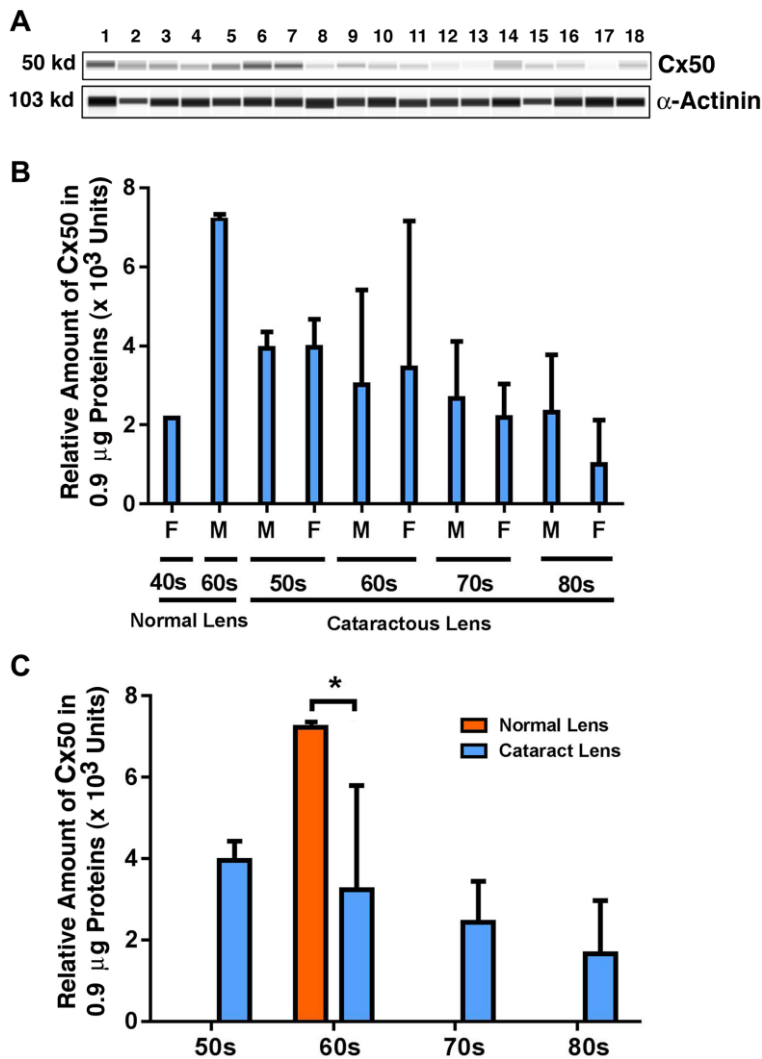 A
1 2 3 4 5 6 7 8 9 10 11 12 13 14 15 16 17 18
50 kd Cx50
103 kd α-Actinin
B
Relative Amount of Cx50 in
0.9 μg Proteins (x 10³ Units)
8
6
4
2
0
F M M F M F M F M F
40s 60s 50s 60s 70s 80s
Normal Lens Cataractous Lens
C
Relative Amount of Cx50 in
0.9 μg Proteins (x 10³ Units)
8
6
4
2
0
*
Normal Lens
Cataract Lens
50s 60s 70s 80s